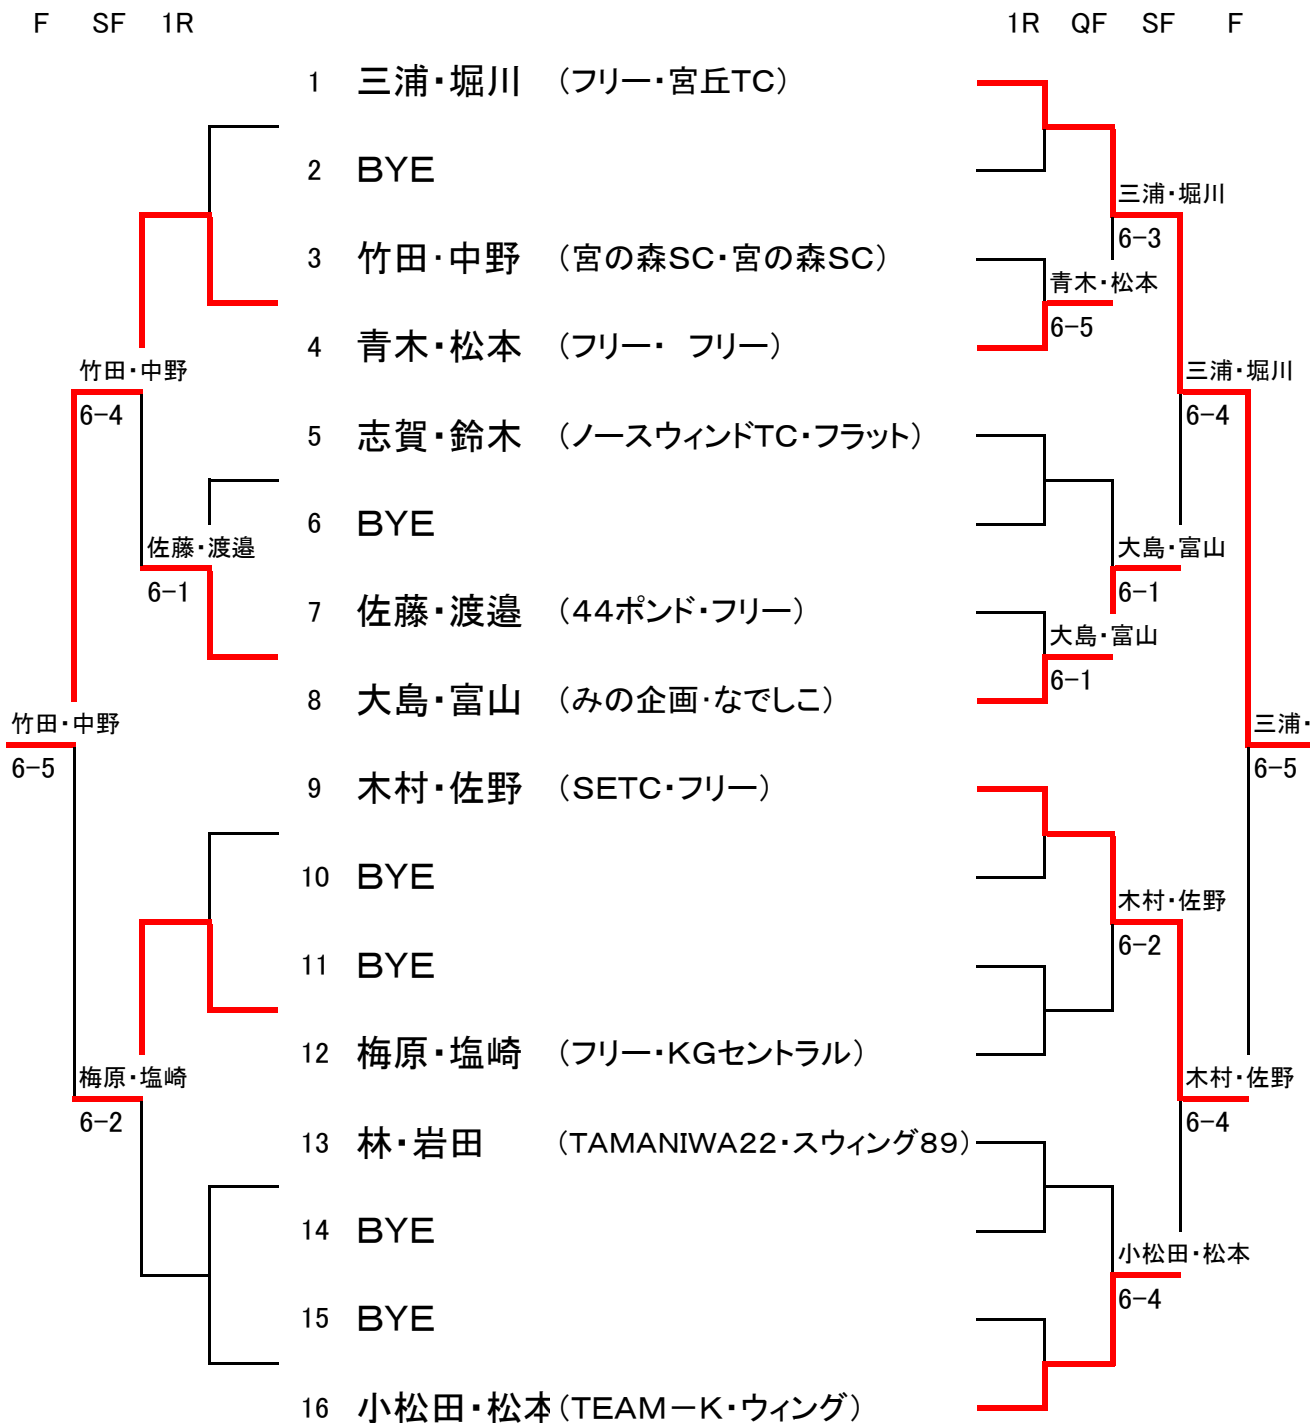 F SF 1R 1R QF SF F
1 三浦・堀川 (フリー・宮丘TC)
2 BYE
三浦・堀川
6-3
3 竹田・中野 (宮の森SC・宮の森SC)
青木・松本
6-5
4 青木・松本 (フリー・ フリー)
竹田・中野
6-4
三浦・堀川
6-4
5 志賀・鈴木 (ノースウィンドTC・フラット)
6 BYE
佐藤・渡邉
6-1
大島・富山
6-1
7 佐藤・渡邉 (44ポンド・フリー)
大島・富山
6-1
8 大島・富山 (みの企画・なでしこ)
竹田・中野
6-5
三浦・
6-5
9 木村・佐野 (SETC・フリー)
10 BYE
木村・佐野
6-2
11 BYE
12 梅原・塩崎 (フリー・KGセントラル)
梅原・塩崎
6-2
木村・佐野
6-4
13 林・岩田 (TAMANIWA22・スウィング89)
14 BYE
小松田・松本
6-4
15 BYE
16 小松田・松本 (TEAM－K・ウィング)